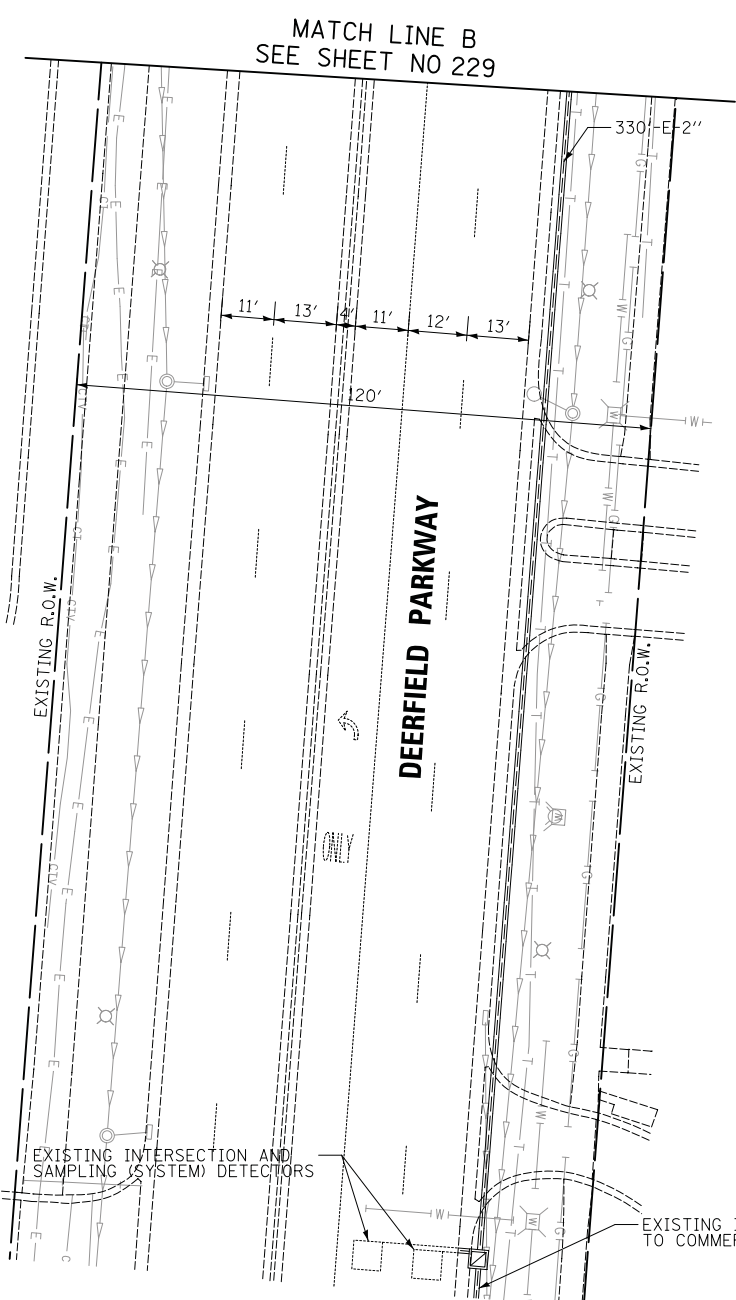 MATCH LINE B
SEE SHEET NO 229
330'-E-2''
11'
13'
4'
11'
12'
13'
120'
DEERFIELD PARKWAY
EXISTING R.O.W.
EXISTING R.O.W.
ONLY
EXISTING INTERSECTION AND
SAMPLING (SYSTEM) DETECTORS
EXISTING
TO COMMER